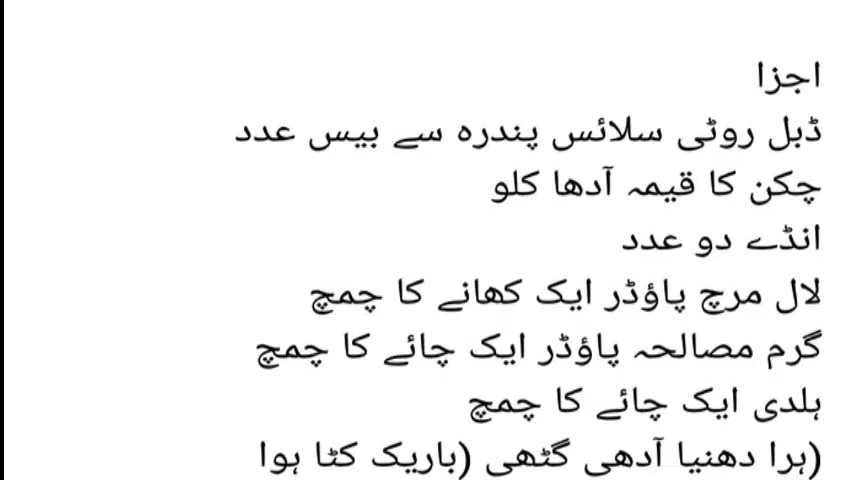 اجزا
ڈبل روٹی سلائس پندرہ سے بیس عدد
چکن کا قیمہ آدھا کلو
انڈے دو عدد
لال مرچ پاؤڈر ایک کھانے کا چمچ
گرم مصالحہ پاؤڈر ایک چائے کا چمچ
ہلدی ایک چائے کا چمچ
(ہرا دھنیا آدھی گٹھی (باریک کٹا ہوا